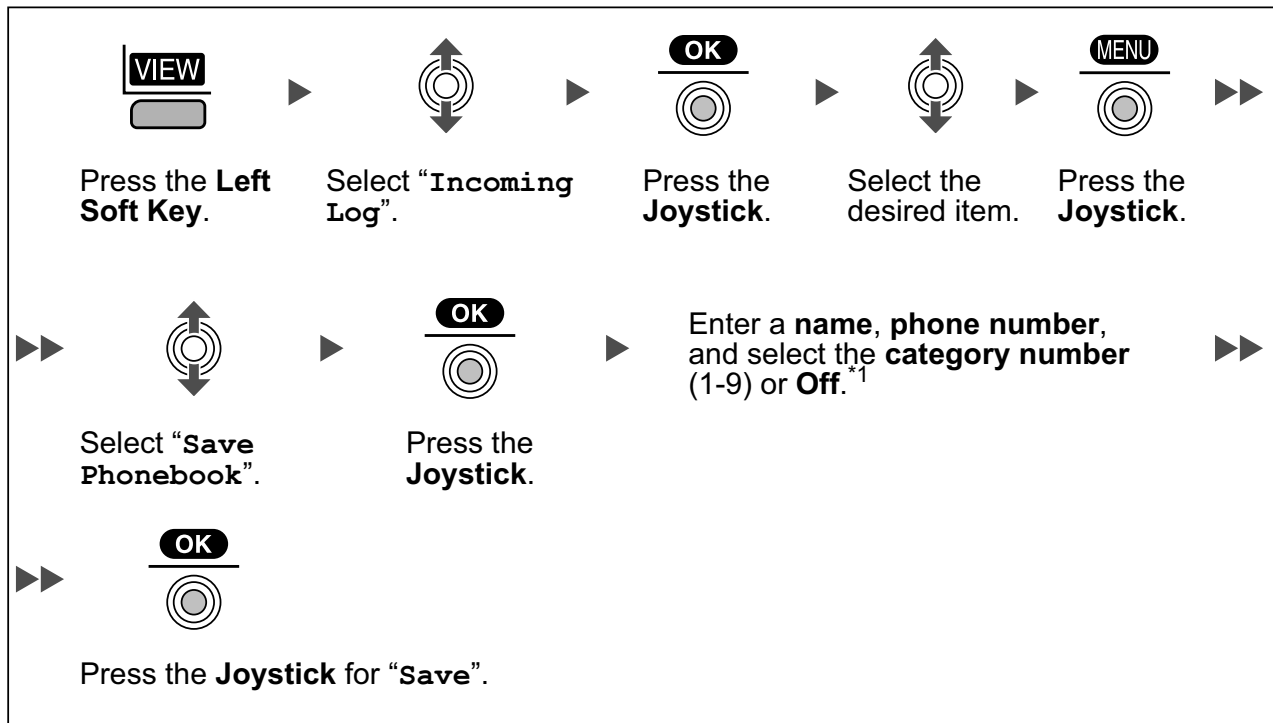 VIEW
OK
MENU
Press the Left
Soft Key.
Select “Incoming
Log”.
Press the
Joystick.
Select the
desired item.
Press the
Joystick.
OK
Enter a name, phone number,
and select the category number
(1-9) or Off.*1
Select “Save
Phonebook”.
Press the
Joystick.
OK
Press the Joystick for “Save”.